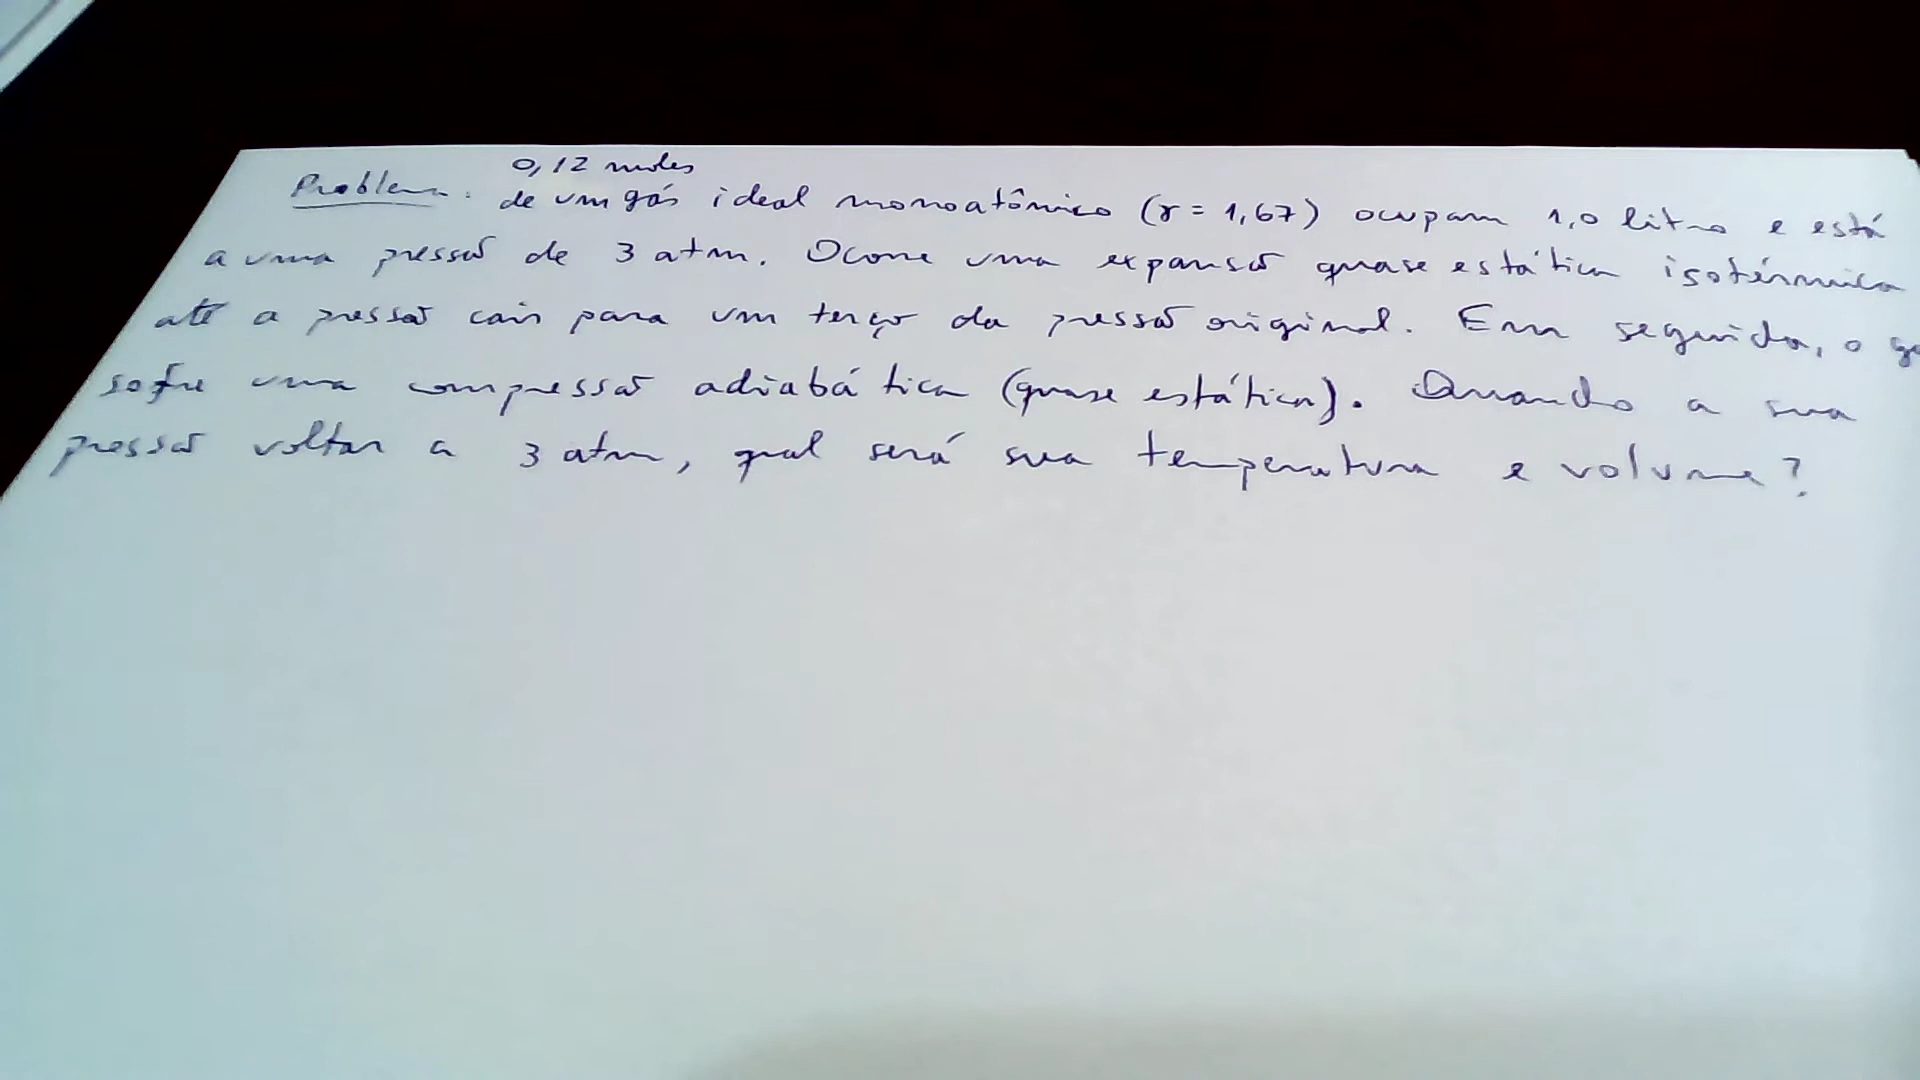 0,12 moles
Problema: de um gás ideal monoatômico (γ = 1,67) ocupam 1,0 litro e está
a uma pressão de 3 atm. Ocorre uma expansão quase estática isotérmica
até a pressão cair para um terço da pressão original. Em seguida, o
sofre uma compressão adiabática (quase estática). Quando a sua
pressão voltar a 3 atm, qual será sua temperatura e volume?